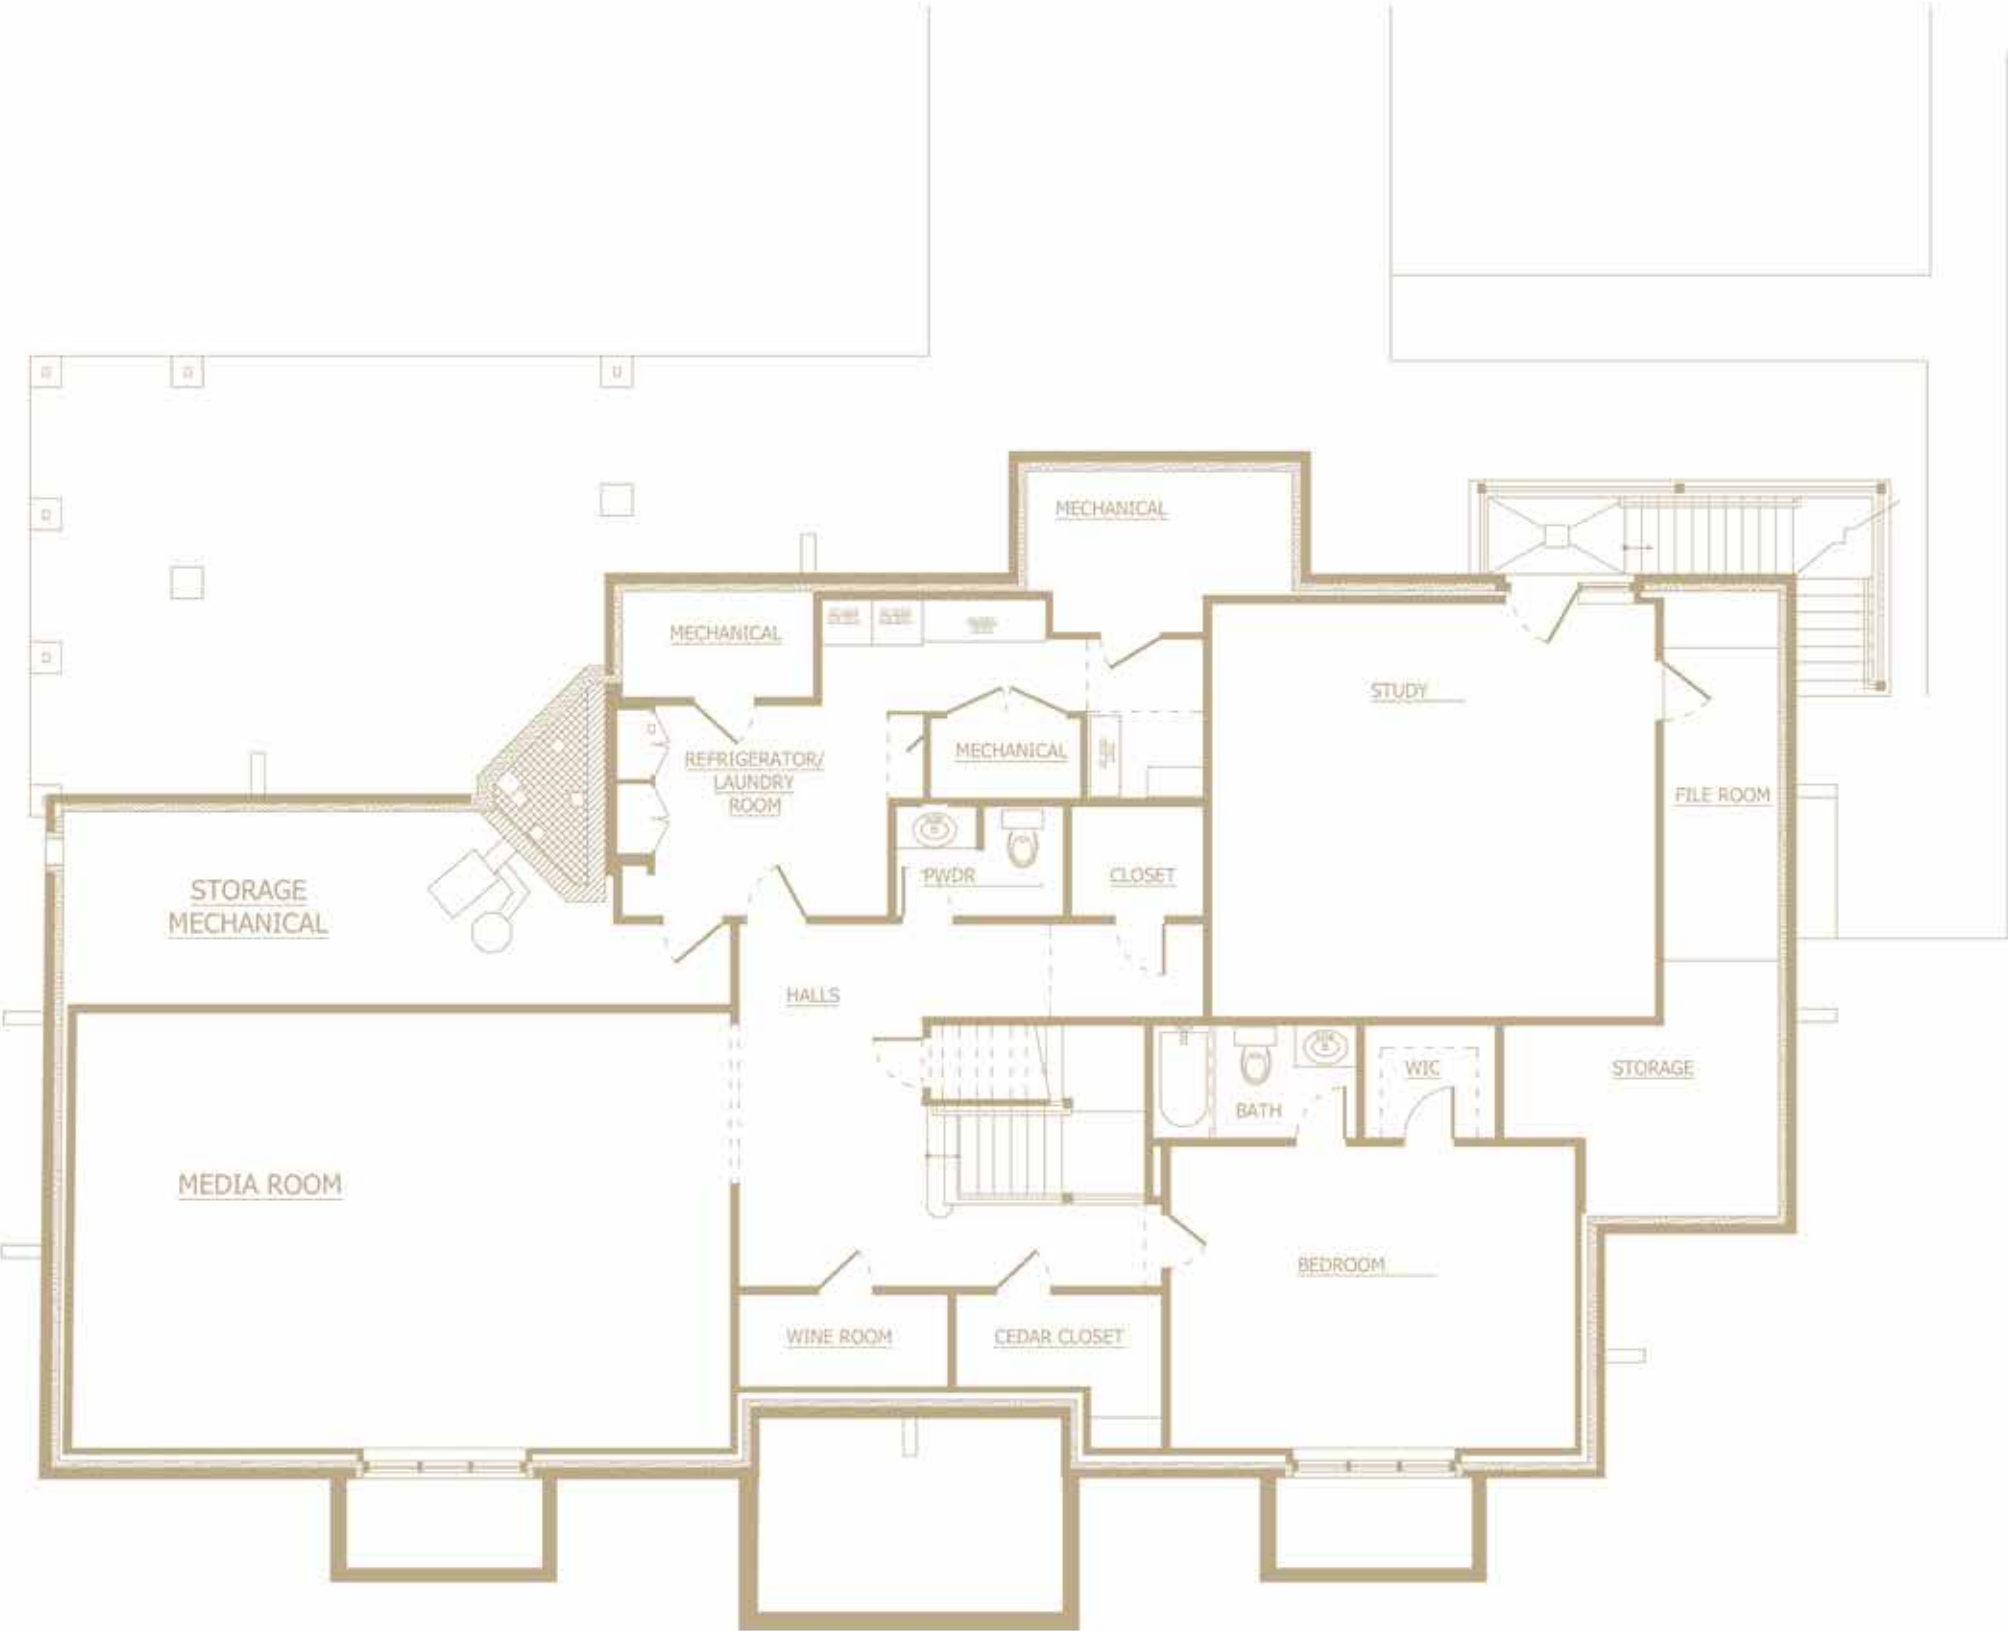 MECHANICAL
MECHANICAL
STUDY
REFRIGERATOR/
LAUNDRY
ROOM
MECHANICAL
FILE ROOM
STORAGE
MECHANICAL
PWDR
CLOSET
HALLS
WIC
STORAGE
BATH
MEDIA ROOM
BEDROOM
WINE ROOM
CEDAR CLOSET